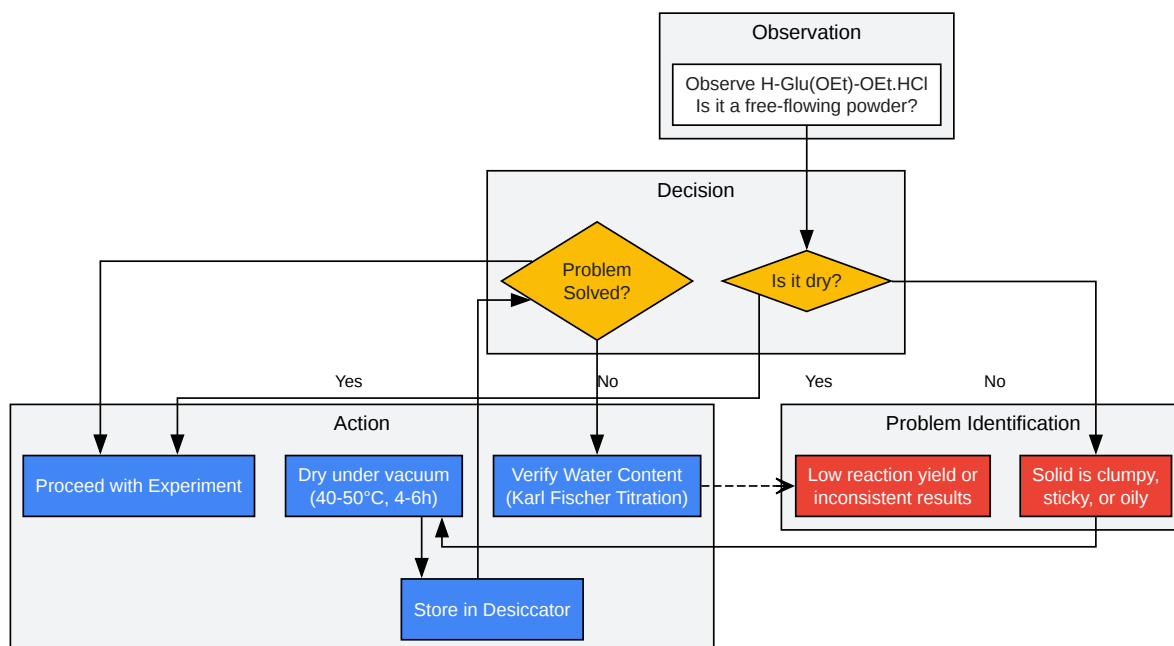 Observation
Observe H-Glu(OEt)-OEt.HCl
Is it a free-flowing powder?
Decision
Problem
Solved?
Is it dry?
Yes
No
Yes
No
Action
Problem Identification
Proceed with Experiment
Dry under vacuum
(40-50°C, 4-6h)
Verify Water Content
(Karl Fischer Titration)
Low reaction yield or
inconsistent results
Solid is clumpy,
sticky, or oily
Store in Desiccator